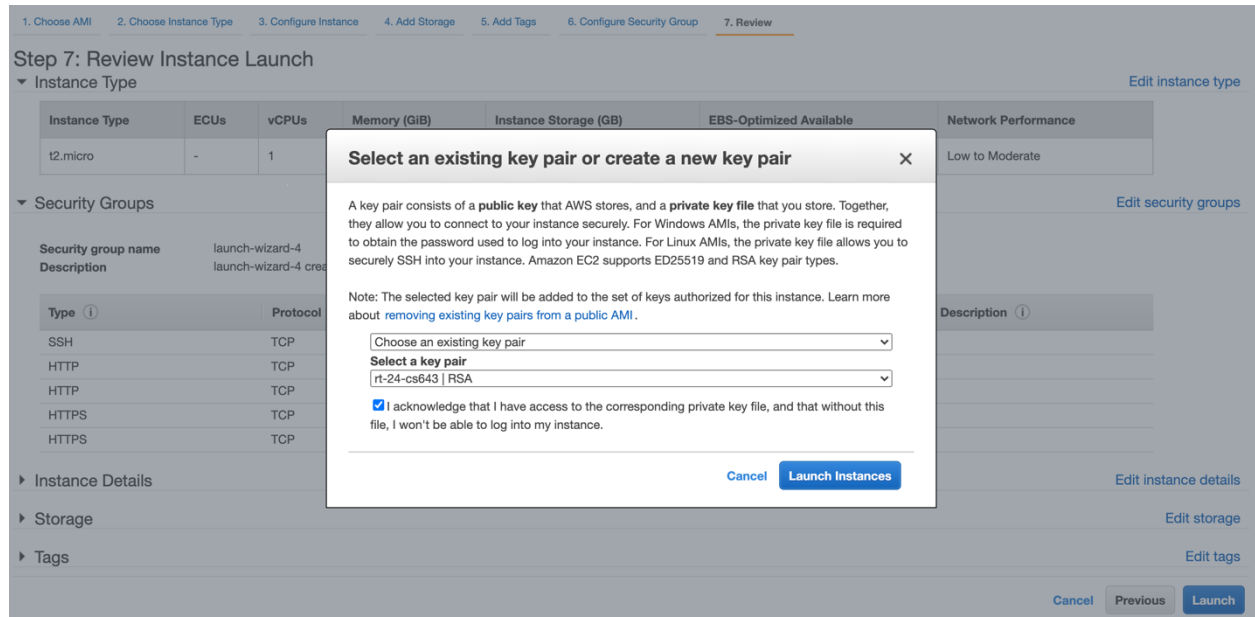 1. Choose AMI 2. Choose Instance Type 3. Configure Instance 4. Add Storage 5. Add Tags 6. Configure Security Group 7. Review
Step 7: Review Instance Launch
Instance Type Edit instance type
Instance Type ECUs vCPUs Memory (GiB) Instance Storage (GB) EBS-Optimized Available Network Performance
t2.micro - 1 Low to Moderate
Security Groups Edit security groups
Security group name launch-wizard-4
Description launch-wizard-4 crea
Type i Protocol Description i
SSH TCP
HTTP TCP
HTTP TCP
HTTPS TCP
HTTPS TCP
Instance Details Edit instance details
Storage Edit storage
Tags Edit tags
Cancel Previous Launch
Select an existing key pair or create a new key pair ×
A key pair consists of a public key that AWS stores, and a private key file that you store. Together,
they allow you to connect to your instance securely. For Windows AMIs, the private key file is required
to obtain the password used to log into your instance. For Linux AMIs, the private key file allows you to
securely SSH into your instance. Amazon EC2 supports ED25519 and RSA key pair types.
Note: The selected key pair will be added to the set of keys authorized for this instance. Learn more
about removing existing key pairs from a public AMI.
Choose an existing key pair
Select a key pair
rt-24-cs643 | RSA
I acknowledge that I have access to the corresponding private key file, and that without this
file, I won't be able to log into my instance.
Cancel Launch Instances